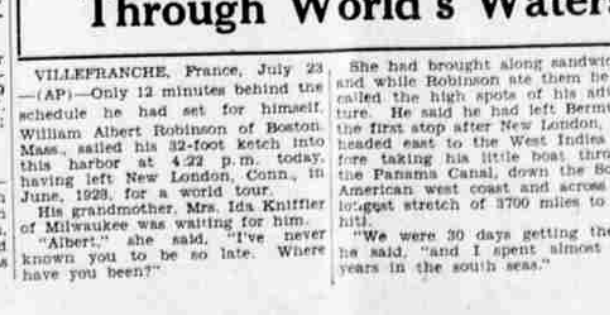 Through World's Waters
VILLEFRANCHE, France, July 23
—(AP)—Only 12 minutes behind the
schedule he had set for himself,
William Albert Robinson of Boston,
Mass., sailed his 32-foot ketch into
this harbor at 4:22 p.m. today,
having left New London, Conn., in
June, 1928, for a world tour.
His grandmother, Mrs. Ida Kniffler
of Milwaukee was waiting for him.
"Albert," she said, "I've never
known you to be so late. Where
have you been?"
She had brought along sandwic
and while Robinson ate them he
called the high spots of his adv
ture. He said he had left Berm
the first stop after New London,
headed east to the West Indies
fore taking his little boat throu
the Panama Canal, down the So
American west coast and across
longest stretch of 3700 miles to
hiti.
"We were 30 days getting the
he said, "and I spent almost
years in the south seas."